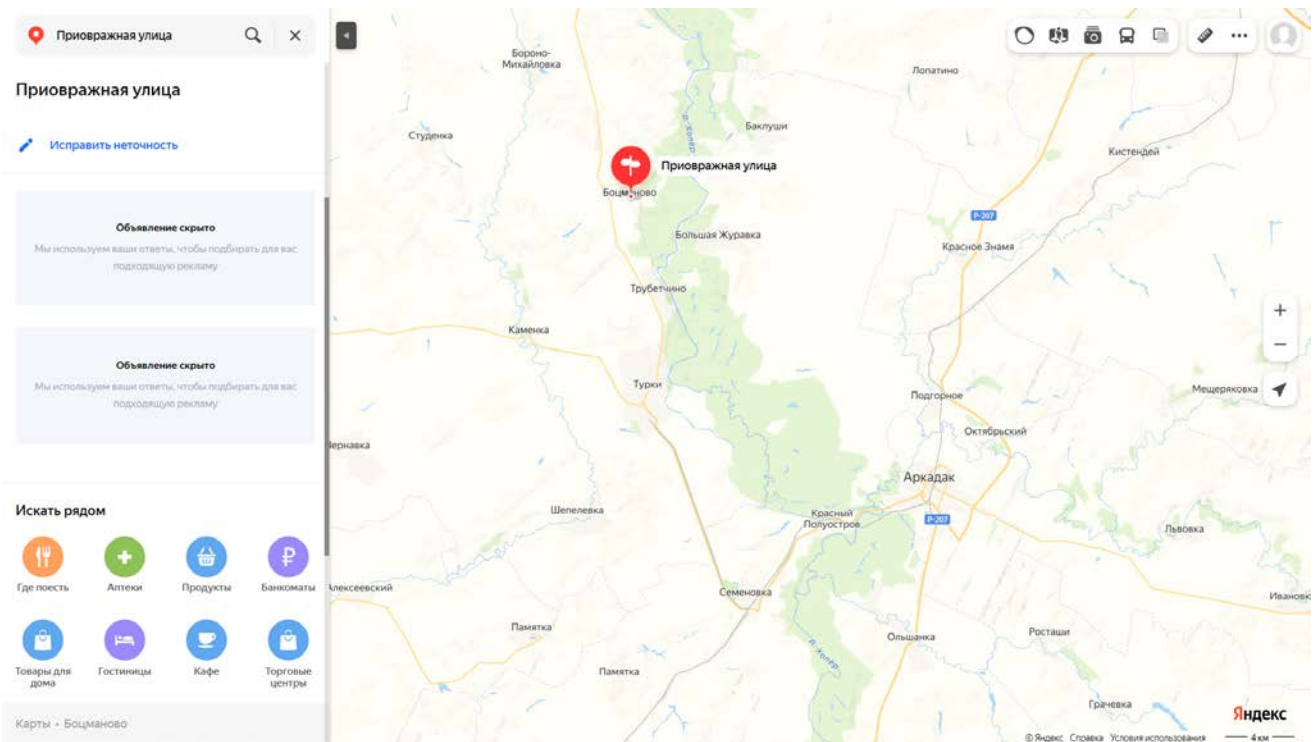 Приовражная улица
Приовражная улица
Исправить неточность
Объявление скрыто
Мы используем ваши ответы, чтобы подбирать для вас
подходящую рекламу
Объявление скрыто
Мы используем ваши ответы, чтобы подбирать для вас
подходящую рекламу
Искать рядом
Где поесть
Аптеки
Продукты
Банкоматы
Товары для
дома
Гостиницы
Кафе
Торговые
центры
Карты • Боцманово
Бороно-
Михайловка
Лопатино
Студенка
Баклуши
р. Хопёр
Кистендей
Приовражная улица
Боцманово
Р-207
Большая Журавка
Красное Знамя
Трубетчино
Каменка
Турки
Мещеряковка
Подгорное
Октябрьский
Чернавка
Аркадак
Шепелевка
Красный
Полуостров
Р-207
Львовка
Алексеевский
Семеновка
Ивановк
Памятка
Ольшанка
Росташи
р. Хопёр
Памятка
Грачевка
Яндекс
© Яндекс Справка Условия использования
4 км